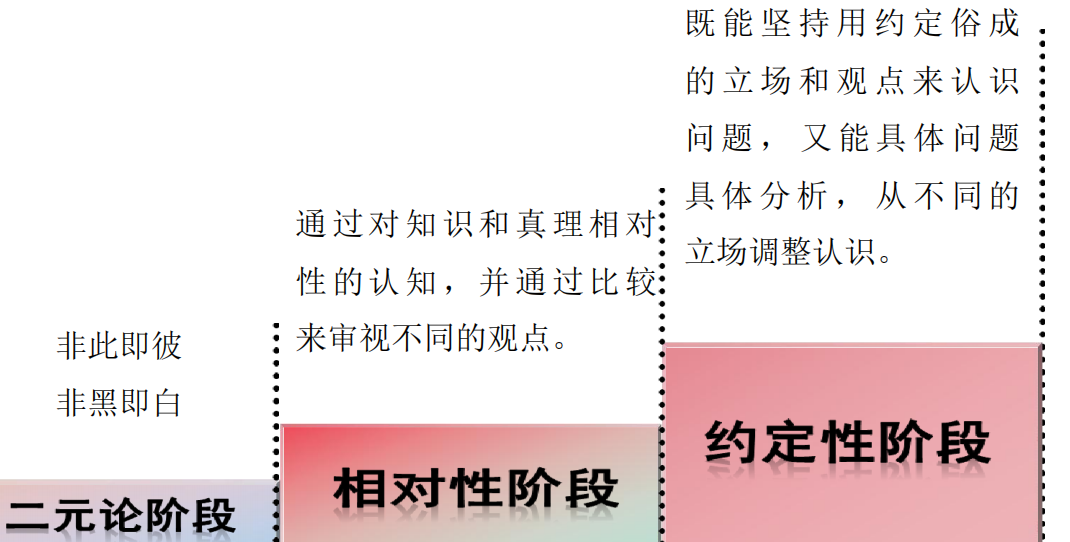 非此即彼
非黑即白
二元论阶段
通过对知识和真理相对
性的认知，并通过比较
来审视不同的观点。
相对性阶段
既能坚持用约定俗成
的立场和观点来认识
问题，又能具体问题
具体分析，从不同的
立场调整认识。
约定性阶段